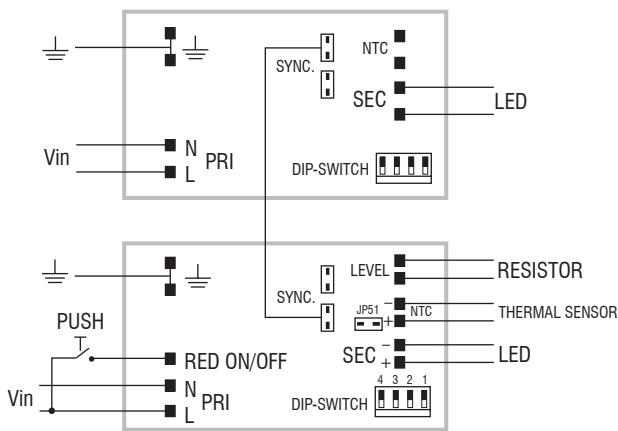 NTC
SYNC.
SEC
LED
N
Vin
PRI
L
DIP-SWITCH
LEVEL
RESISTOR
SYNC.
JP51
−
+
NTC
THERMAL SENSOR
PUSH
RED ON/OFF
SEC
−
+
LED
N
Vin
PRI
L
4 3 2 1
DIP-SWITCH